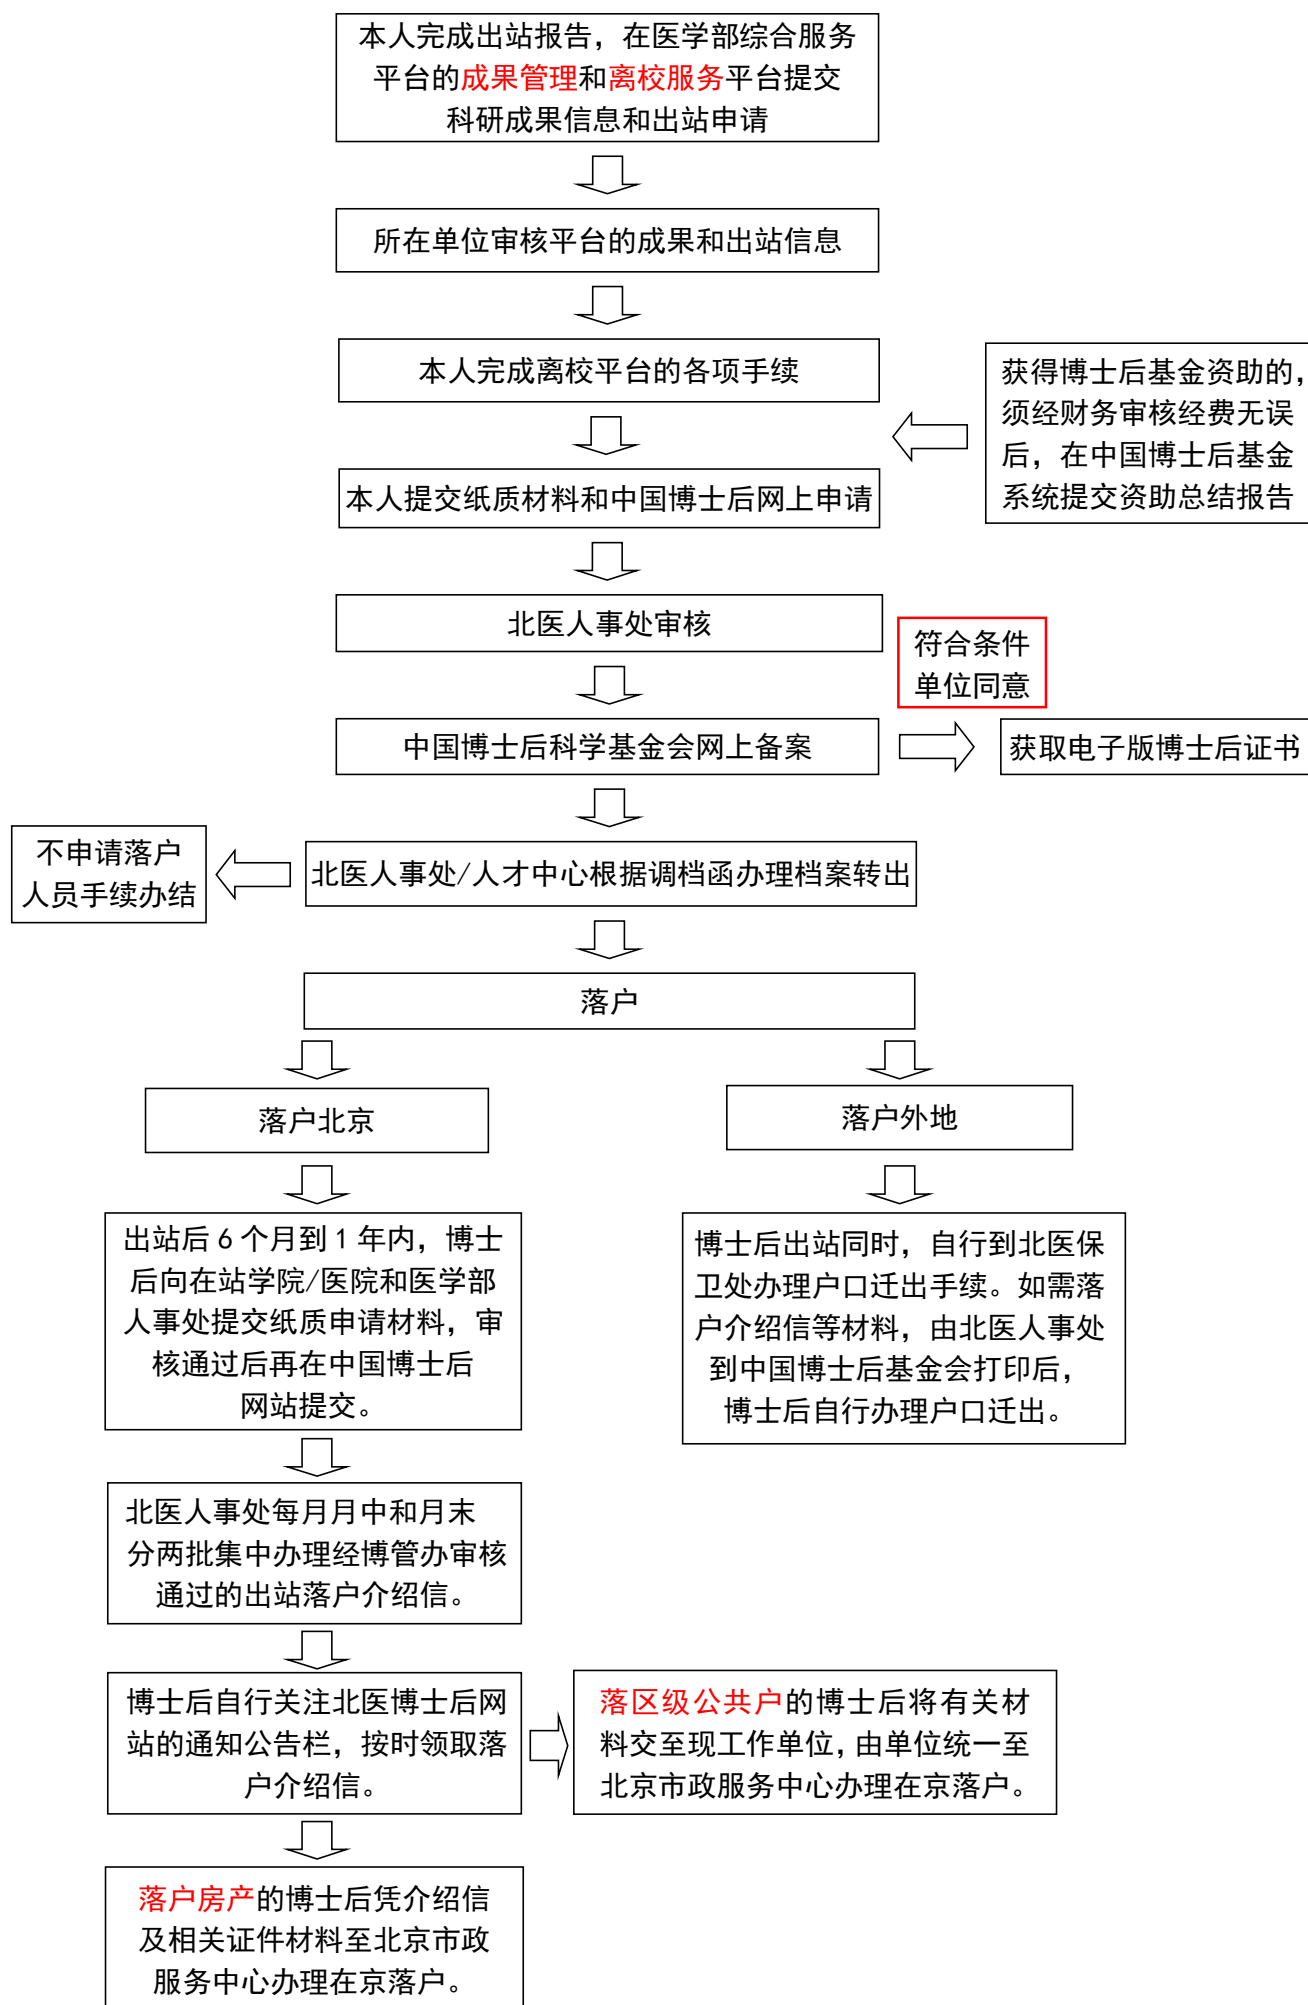 本人完成出站报告，在医学部综合服务
平台的成果管理和离校服务平台提交
科研成果信息和出站申请
所在单位审核平台的成果和出站信息
本人完成离校平台的各项手续
获得博士后基金资助的，
须经财务审核经费无误
后，在中国博士后基金
系统提交资助总结报告
本人提交纸质材料和中国博士后网上申请
北医人事处审核
符合条件
单位同意
中国博士后科学基金会网上备案
获取电子版博士后证书
不申请落户
人员手续办结
北医人事处/人才中心根据调档函办理档案转出
落户
落户北京
落户外地
出站后6个月到1年内，博士
后向在站学院/医院和医学部
人事处提交纸质申请材料，审
核通过后再在中国博士后
网站提交。
博士后出站同时，自行到北医保
卫处办理户口迁出手续。如需落
户介绍信等材料，由北医人事处
到中国博士后基金会打印后，
博士后自行办理户口迁出。
北医人事处每月月中和月末
分两批集中办理经博管办审核
通过的出站落户介绍信。
博士后自行关注北医博士后网
站的通知公告栏，按时领取落
户介绍信。
落区级公共户的博士后将有关材
料交至现工作单位，由单位统一至
北京市政服务中心办理在京落户。
落户房产的博士后凭介绍信
及相关证件材料至北京市政
服务中心办理在京落户。